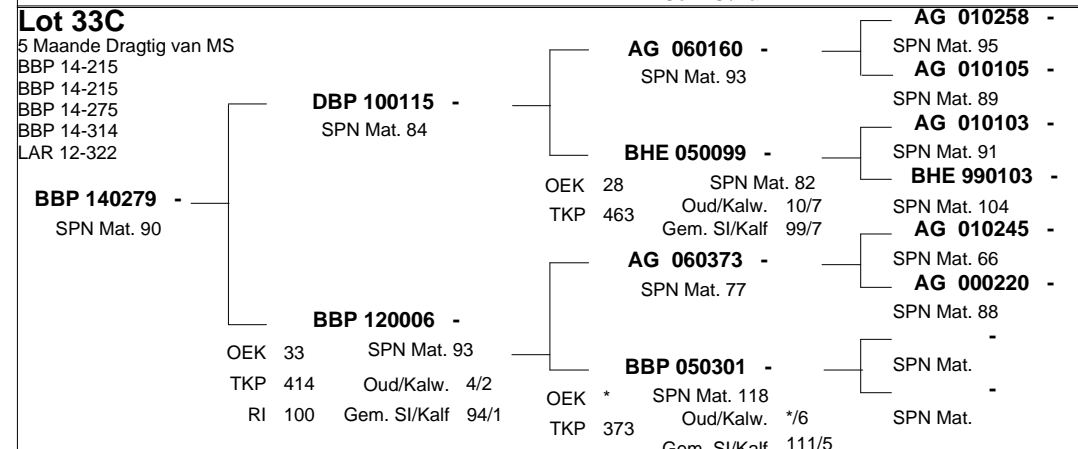 Lot 33C
5 Maande Dragtig van MS
BBP 14-215
BBP 14-215
BBP 14-275
BBP 14-314
LAR 12-322
BBP 140279 -
SPN Mat. 90
DBP 100115 -
SPN Mat. 84
BBP 120006 -
OEK 33 SPN Mat. 93
TKP 414 Oud/Kalw. 4/2
RI 100 Gem. SI/Kalf 94/1
AG 060160 -
SPN Mat. 93
BHE 050099 -
OEK 28 SPN Mat. 82
TKP 463 Oud/Kalw. 10/7
Gem. SI/Kalf 99/7
AG 060373 -
SPN Mat. 77
BBP 050301 -
OEK * SPN Mat. 118
TKP 373 Oud/Kalw. */6
Gem. SI/Kalf 111/5
AG 010258 -
SPN Mat. 95
AG 010105 -
SPN Mat. 89
AG 010103 -
SPN Mat. 91
BHE 990103 -
SPN Mat. 104
AG 010245 -
SPN Mat. 66
AG 000220 -
SPN Mat. 88
-
SPN Mat.
-
SPN Mat.